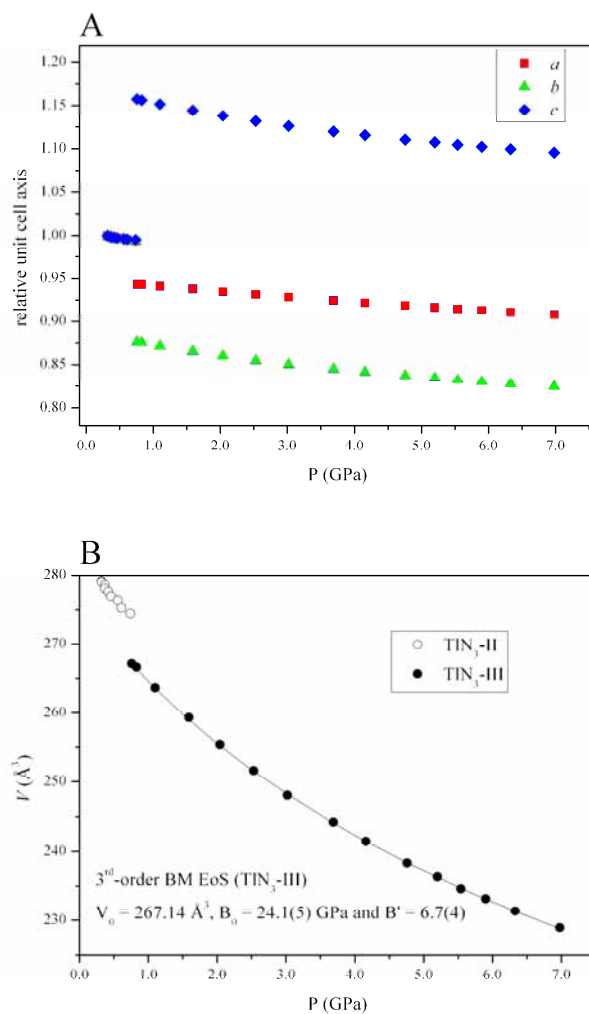 A
relative unit cell axis
1.15
1.10
1.05
1.00
0.95
0.90
0.85
0.80
a
b
c
0.0 1.0 2.0 3.0 4.0 5.0 6.0 7.0
P (GPa)
B
V (Å³)
280
270
260
250
240
230
TlN₃-II
TlN₃-III
3rd-order BM EoS (TlN₃-III)
V₀ = 267.14 Å³, B₀ = 24.1(5) GPa and B' = 6.7(4)
0.0 1.0 2.0 3.0 4.0 5.0 6.0 7.0
P (GPa)